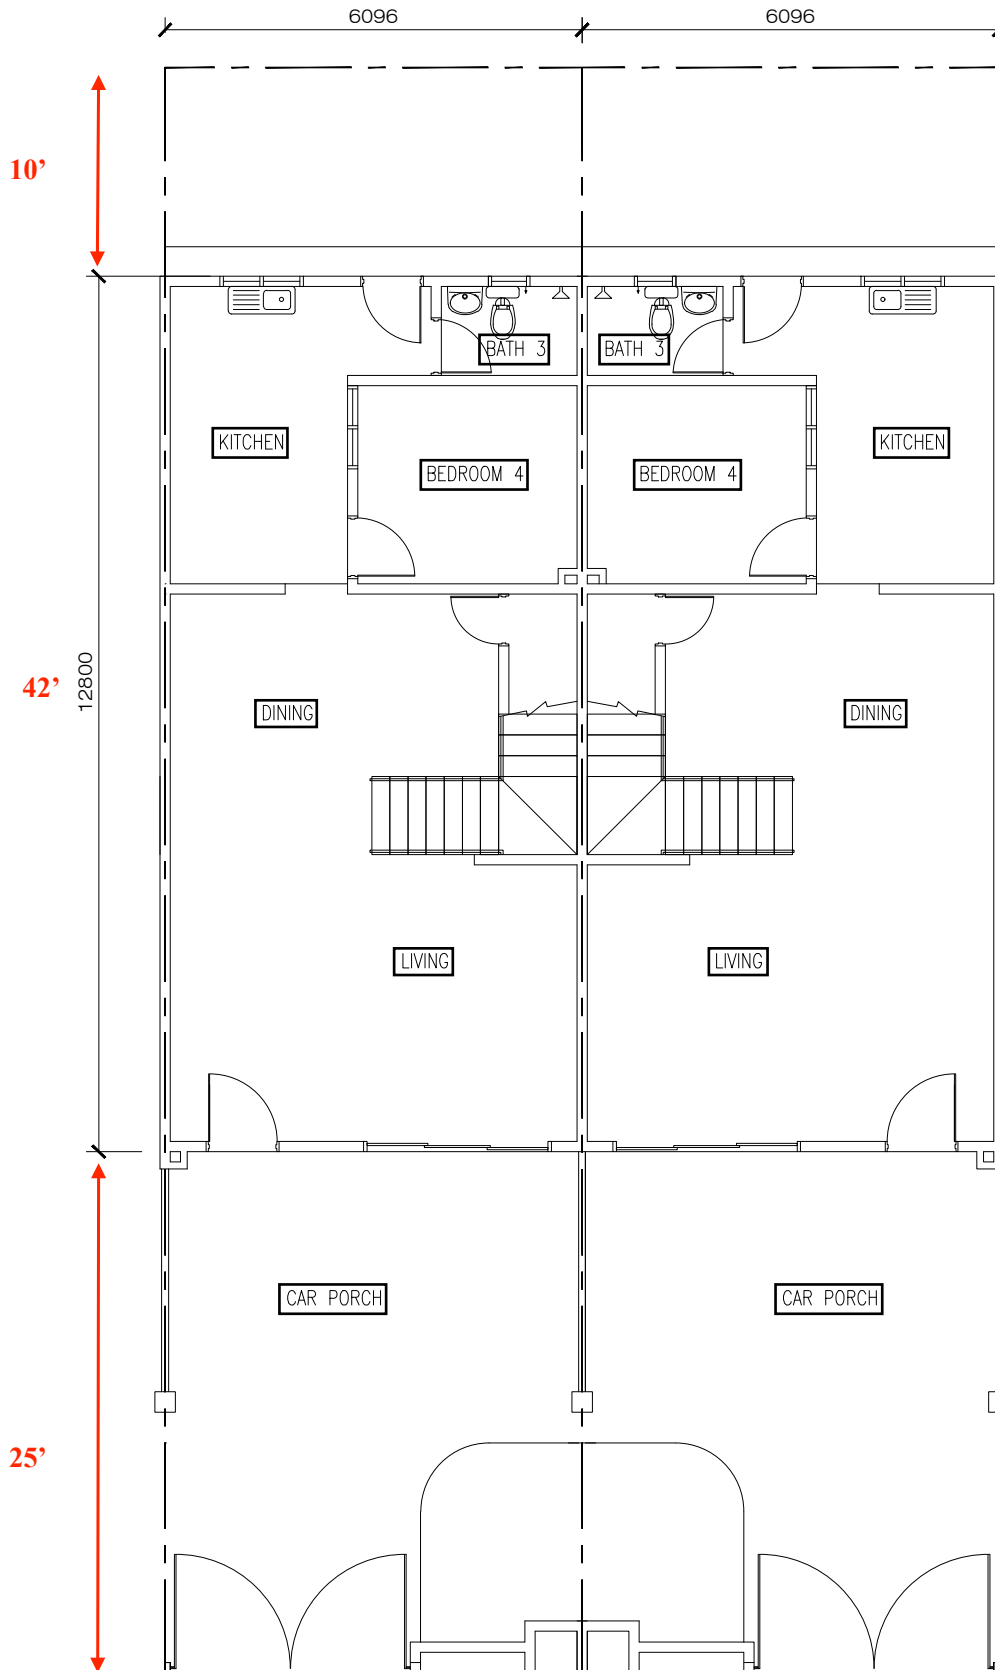 6096 6096
10’
BATH 3 BATH 3
KITCHEN KITCHEN
BEDROOM 4 BEDROOM 4
42’
12800
DINING DINING
LIVING LIVING
CAR PORCH CAR PORCH
25’